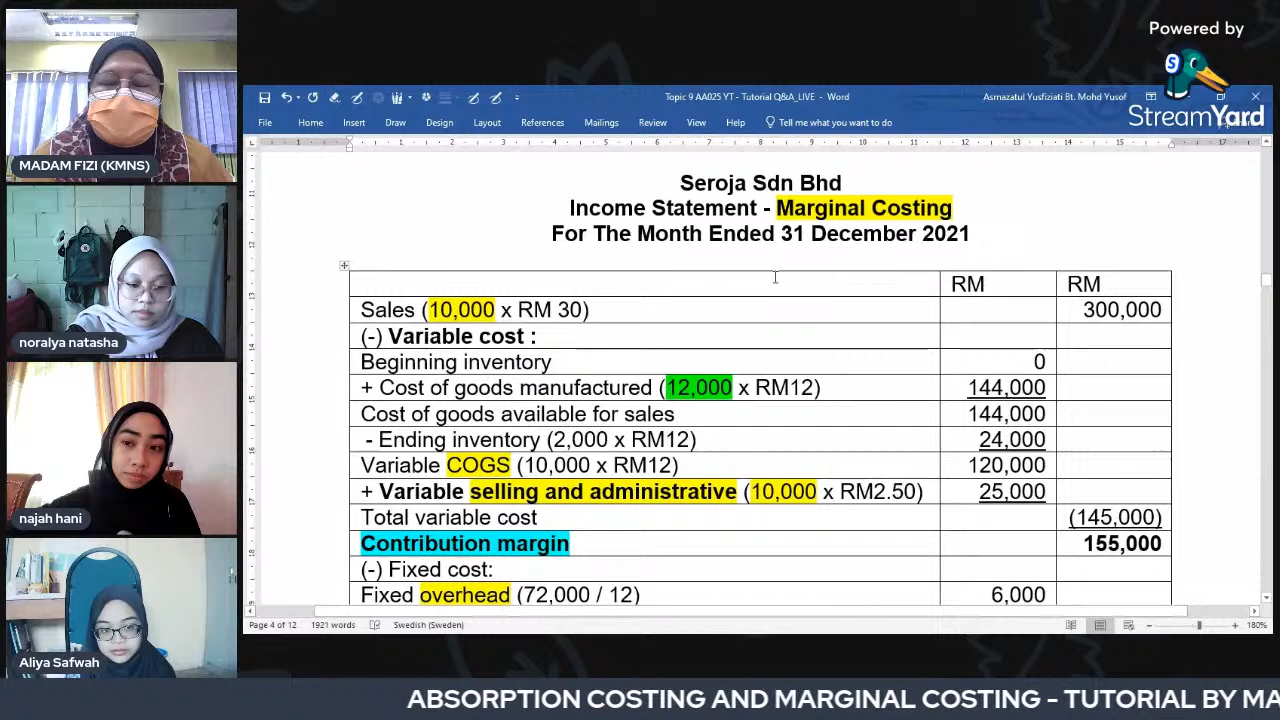 Powered by
StreamYard
MADAM FIZI (KMNS)
noralya natasha
najah hani
Aliya Safwah
Topic 9 AA025 YT - Tutorial Q&A_LIVE - Word
Asmazatul Yusfiziati Bt. Mohd Yusof
File Home Insert Draw Design Layout References Mailings Review View Help Tell me what you want to do
Seroja Sdn Bhd
Income Statement - Marginal Costing
For The Month Ended 31 December 2021
RM RM
Sales (10,000 x RM 30) 300,000
(-) Variable cost :
Beginning inventory 0
+ Cost of goods manufactured (12,000 x RM12) 144,000
Cost of goods available for sales 144,000
- Ending inventory (2,000 x RM12) 24,000
Variable COGS (10,000 x RM12) 120,000
+ Variable selling and administrative (10,000 x RM2.50) 25,000
Total variable cost (145,000)
Contribution margin 155,000
(-) Fixed cost:
Fixed overhead (72,000 / 12) 6,000
Page 4 of 12 1921 words Swedish (Sweden) 180%
ABSORPTION COSTING AND MARGINAL COSTING - TUTORIAL BY MA